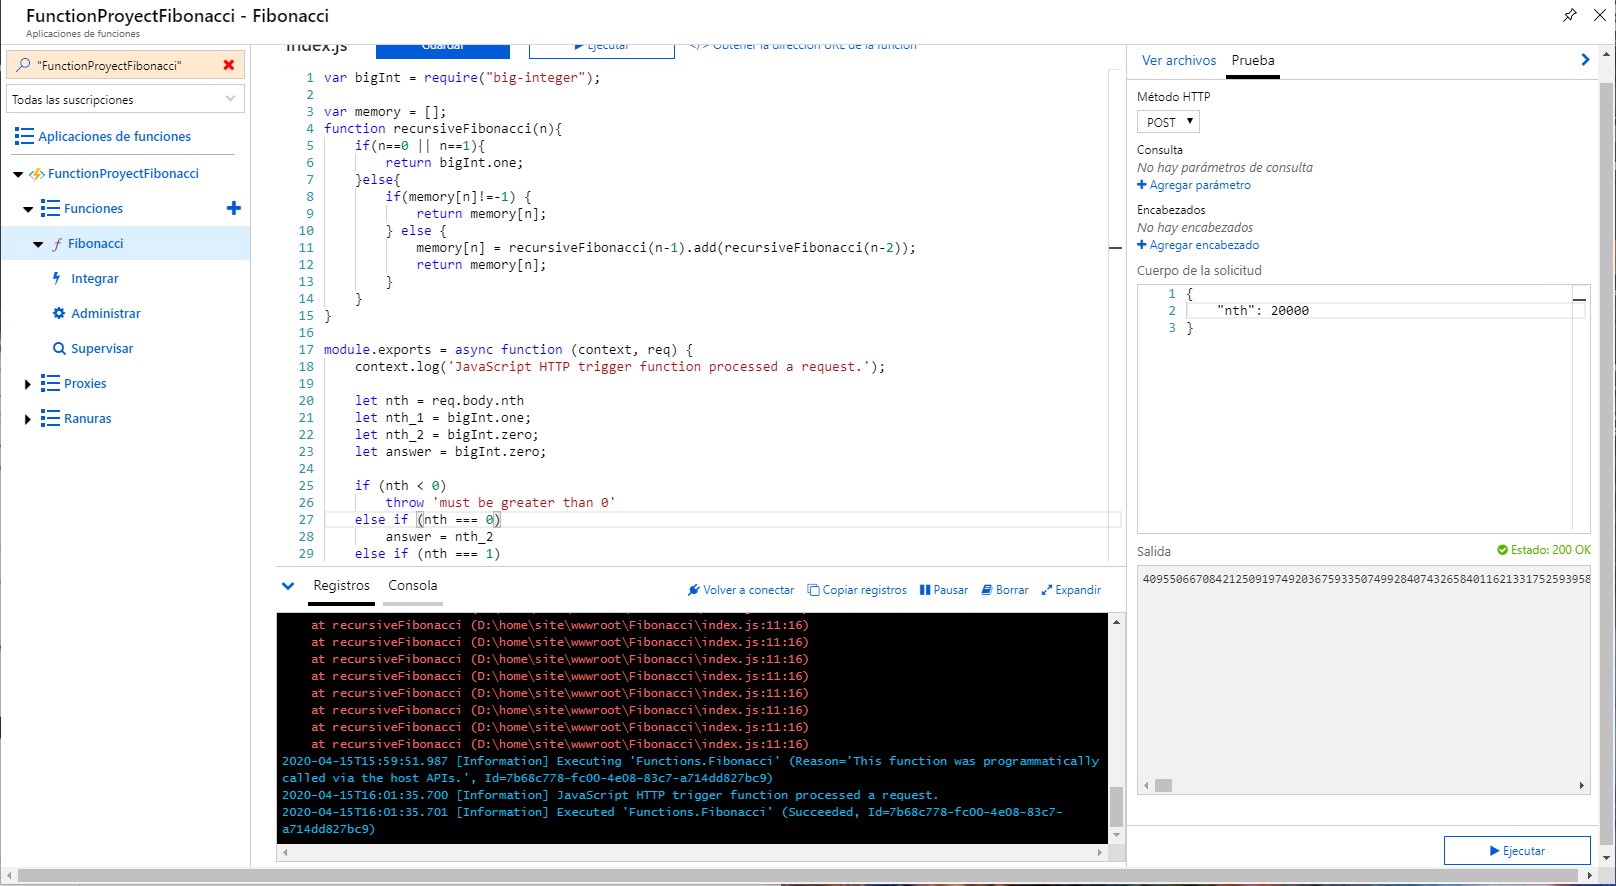 FunctionProyectFibonacci - Fibonacci
Aplicaciones de funciones
"FunctionProyectFibonacci"
Todas las suscripciones
Aplicaciones de funciones
FunctionProyectFibonacci
Funciones
Fibonacci
Integrar
Administrar
Supervisar
Proxies
Ranuras
index.js
Guardar
Ejecutar
</> Obtener la dirección URL de la función
1 var bigInt = require("big-integer");
2
3 var memory = [];
4 function recursiveFibonacci(n){
5 if(n==0 || n==1){
6 return bigInt.one;
7 }else{
8 if(memory[n]!=-1) {
9 return memory[n];
10 } else {
11 memory[n] = recursiveFibonacci(n-1).add(recursiveFibonacci(n-2));
12 return memory[n];
13 }
14 }
15 }
16
17 module.exports = async function (context, req) {
18 context.log('JavaScript HTTP trigger function processed a request.');
19
20 let nth = req.body.nth
21 let nth_1 = bigInt.one;
22 let nth_2 = bigInt.zero;
23 let answer = bigInt.zero;
24
25 if (nth < 0)
26 throw 'must be greater than 0'
27 else if (nth === 0)
28 answer = nth_2
29 else if (nth === 1)
Registros Consola
Volver a conectar Copiar registros Pausar Borrar Expandir
at recursiveFibonacci (D:\home\site\wwwroot\Fibonacci\index.js:11:16)
at recursiveFibonacci (D:\home\site\wwwroot\Fibonacci\index.js:11:16)
at recursiveFibonacci (D:\home\site\wwwroot\Fibonacci\index.js:11:16)
at recursiveFibonacci (D:\home\site\wwwroot\Fibonacci\index.js:11:16)
at recursiveFibonacci (D:\home\site\wwwroot\Fibonacci\index.js:11:16)
at recursiveFibonacci (D:\home\site\wwwroot\Fibonacci\index.js:11:16)
at recursiveFibonacci (D:\home\site\wwwroot\Fibonacci\index.js:11:16)
at recursiveFibonacci (D:\home\site\wwwroot\Fibonacci\index.js:11:16)
2020-04-15T15:59:51.987 [Information] Executing 'Functions.Fibonacci' (Reason='This function was programmatically
called via the host APIs.', Id=7b68c778-fc00-4e08-83c7-a714dd827bc9)
2020-04-15T16:01:35.700 [Information] JavaScript HTTP trigger function processed a request.
2020-04-15T16:01:35.701 [Information] Executed 'Functions.Fibonacci' (Succeeded, Id=7b68c778-fc00-4e08-83c7-
a714dd827bc9)
Ver archivos Prueba
Método HTTP
POST
Consulta
No hay parámetros de consulta
Agregar parámetro
Encabezados
No hay encabezados
Agregar encabezado
Cuerpo de la solicitud
1 {
2 "nth": 20000
3 }
Salida
Estado: 200 OK
4095506670842125091974920367593350749928407432658401162133175259395​8
Ejecutar